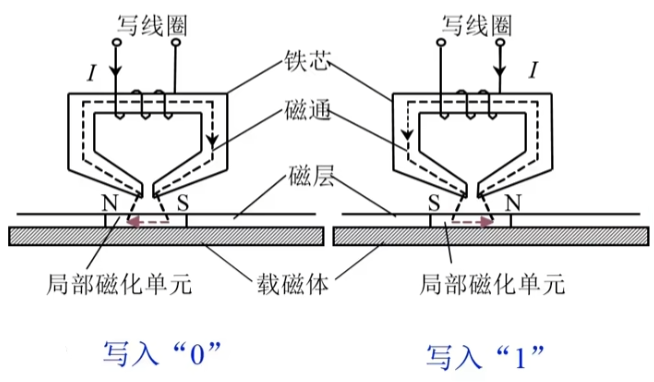 写线圈 写线圈
I 铁芯 I
磁通
N S 磁层 S N
局部磁化单元 载磁体 局部磁化单元
写入“0” 写入“1”